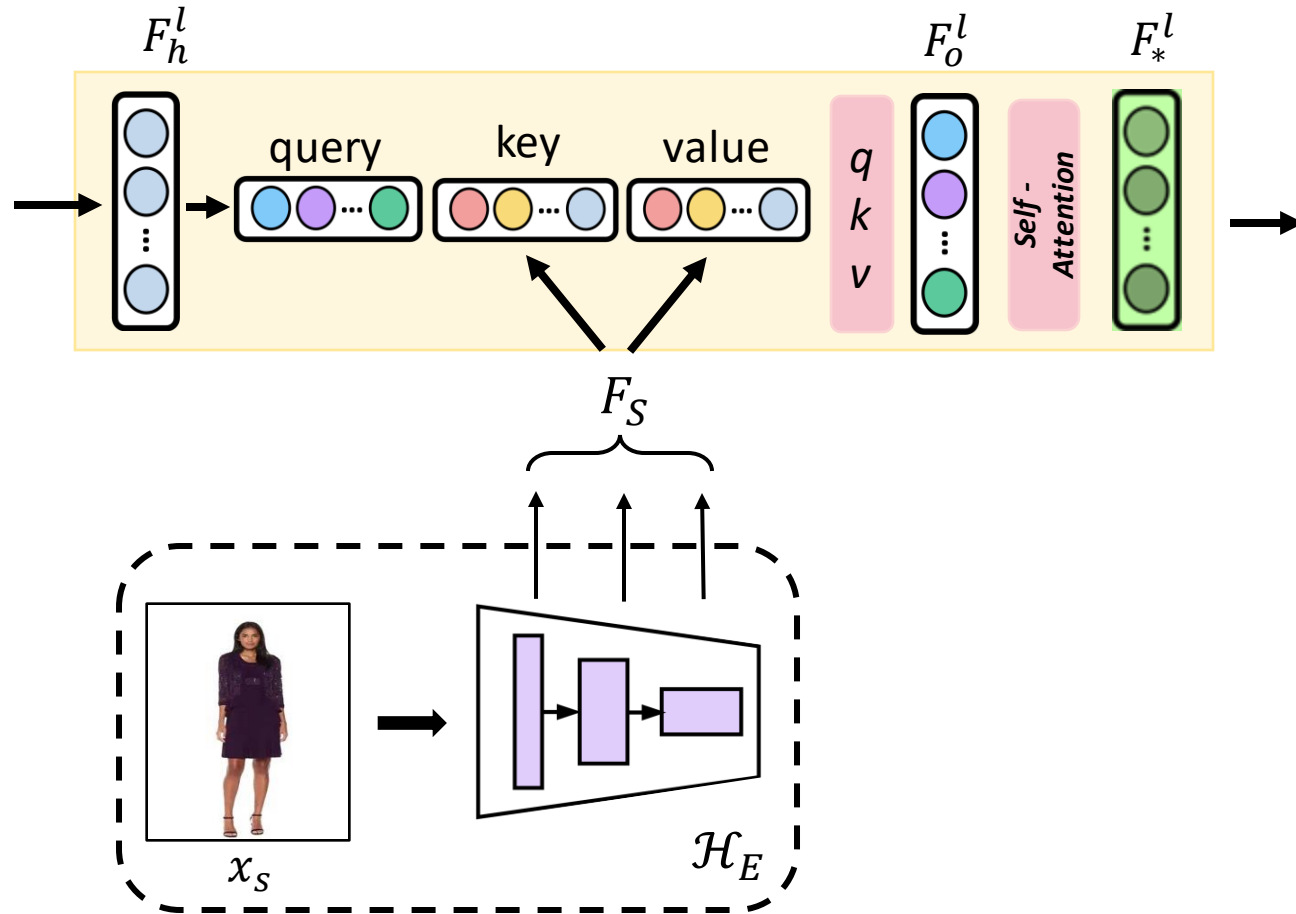 F_h^l
F_o^l
F_*^l
query
key
value
...
...
...
...
...
...
q
k
v
Self -
Attention
F_S
x_s
ℋ_E